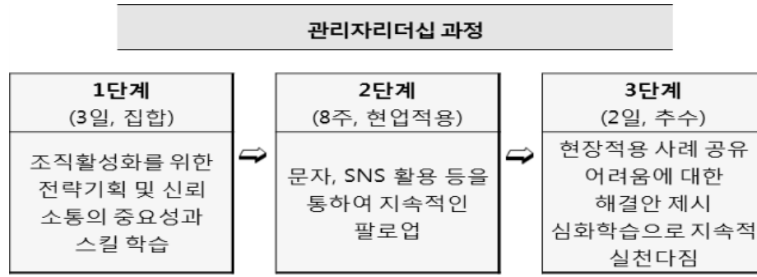 관리자리더십 과정
1단계
(3일, 집합)
조직활성화를 위한
전략기획 및 신뢰
소통의 중요성과
스킬 학습
⇨
2단계
(8주, 현업적용)
문자, SNS 활용 등을
통하여 지속적인
팔로업
⇨
3단계
(2일, 추수)
현장적용 사례 공유
어려움에 대한
해결안 제시
심화학습으로 지속적
실천다짐